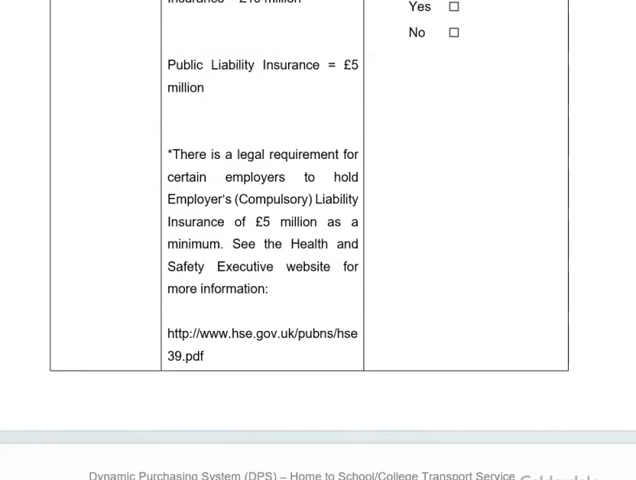 Yes ☐
No ☐
Public Liability Insurance = £5
million
*There is a legal requirement for
certain employers to hold
Employer's (Compulsory) Liability
Insurance of £5 million as a
minimum. See the Health and
Safety Executive website for
more information:
http://www.hse.gov.uk/pubns/hse
39.pdf
Dynamic Purchasing System (DPS) – Home to School/College Transport Service